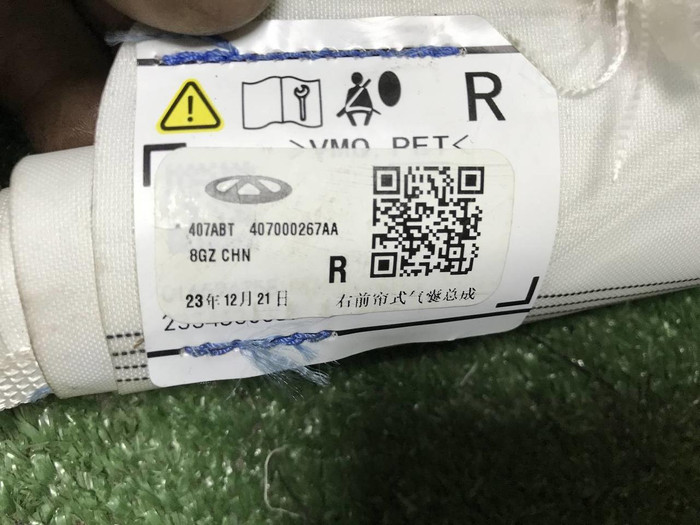 R
>VMQ PET<
407ABT 407000267AA
8GZ CHN
R
23年12月21日 右前帘式气囊总成